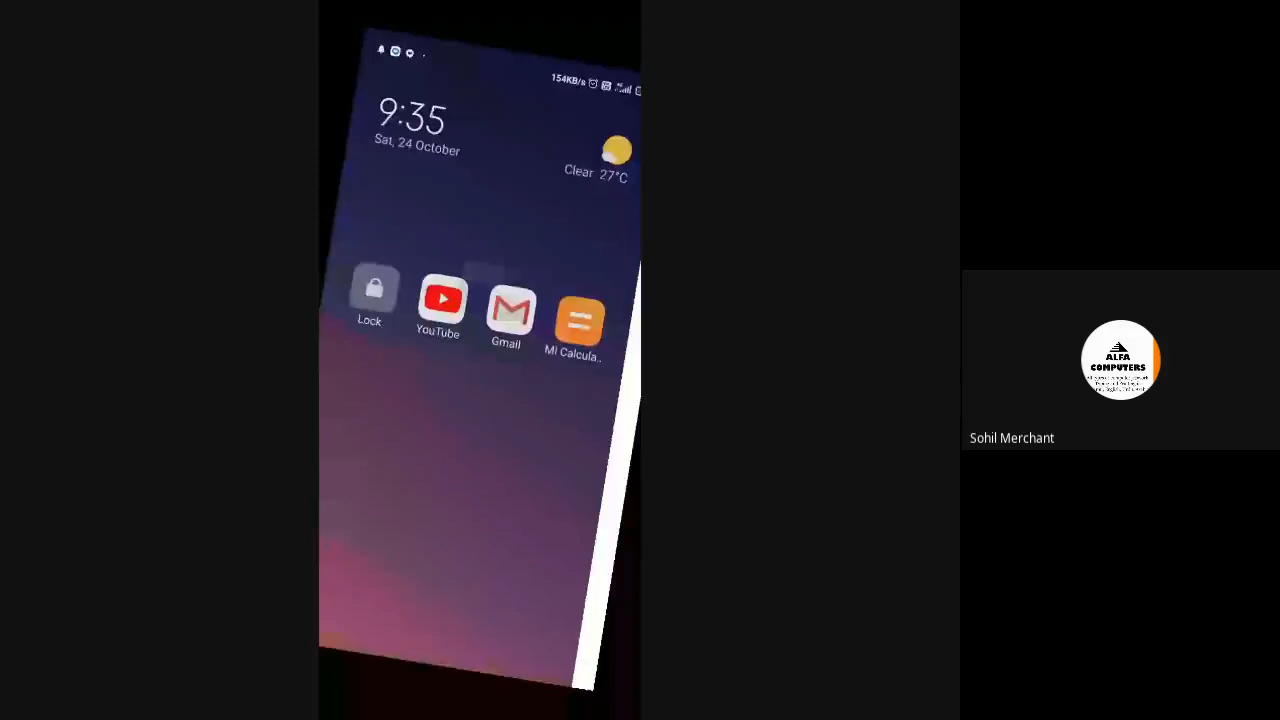 154KB/s
9:35
Sat, 24 October
Clear 27°C
Lock
YouTube
Gmail
Mi Calcula..
ALFA
COMPUTERS
Sohil Merchant